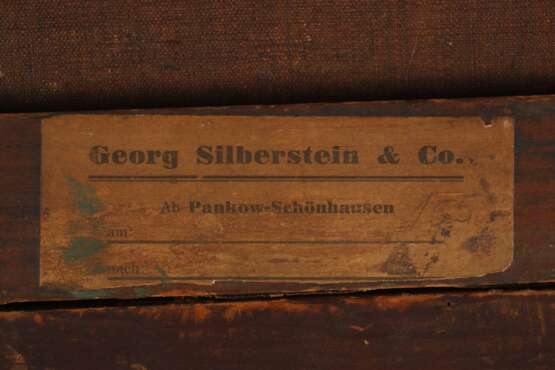 Georg Silberstein & Co.
Ab Pankow-Schönhausen
am:
nach